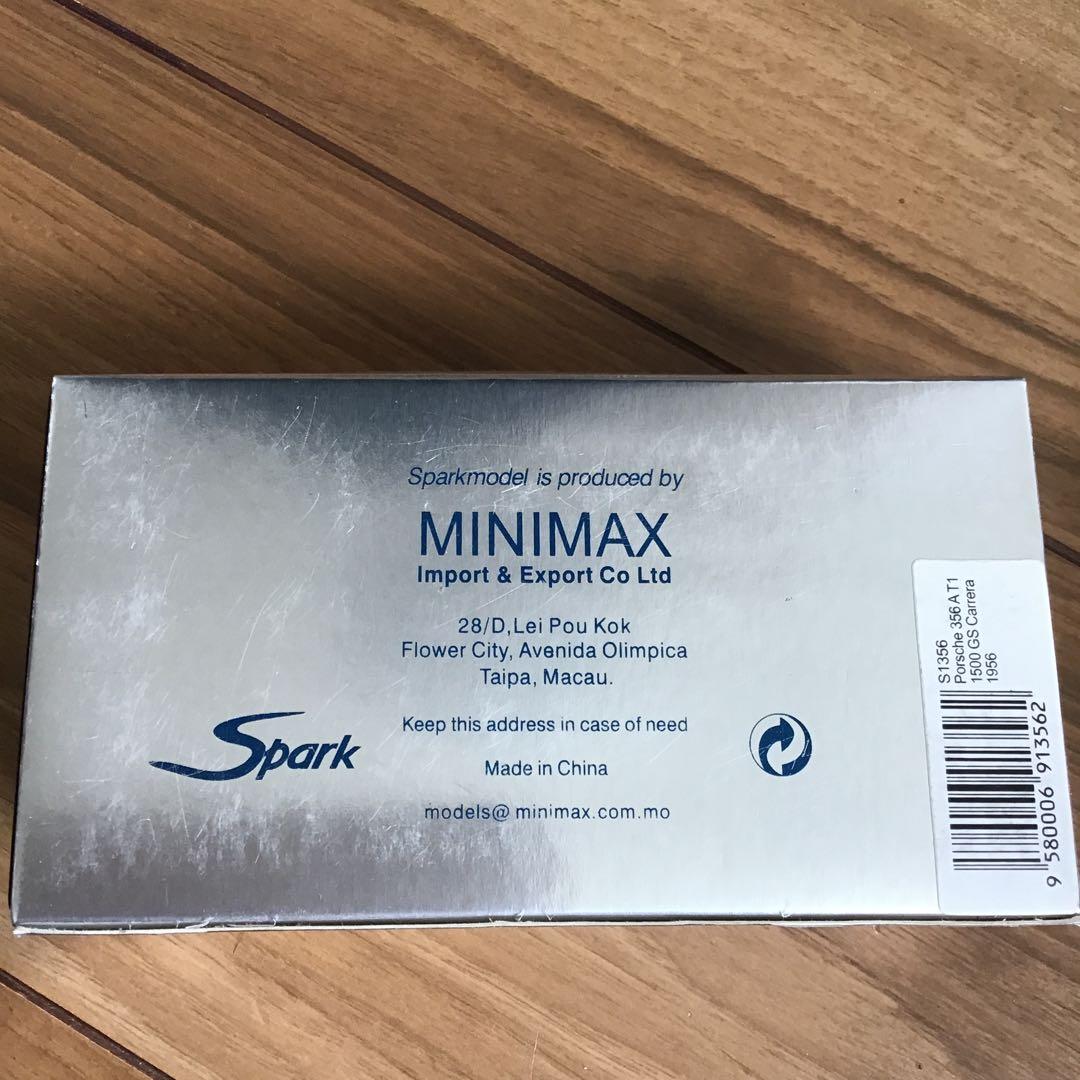 Sparkmodel is produced by
MINIMAX
Import & Export Co Ltd
28/D,Lei Pou Kok
Flower City, Avenida Olimpica
Taipa, Macau.
Keep this address in case of need
Made in China
models@ minimax.com.mo
Spark
S1356
Porsche 356 A T1
1500 GS Carrera
1956
9 580006 913562